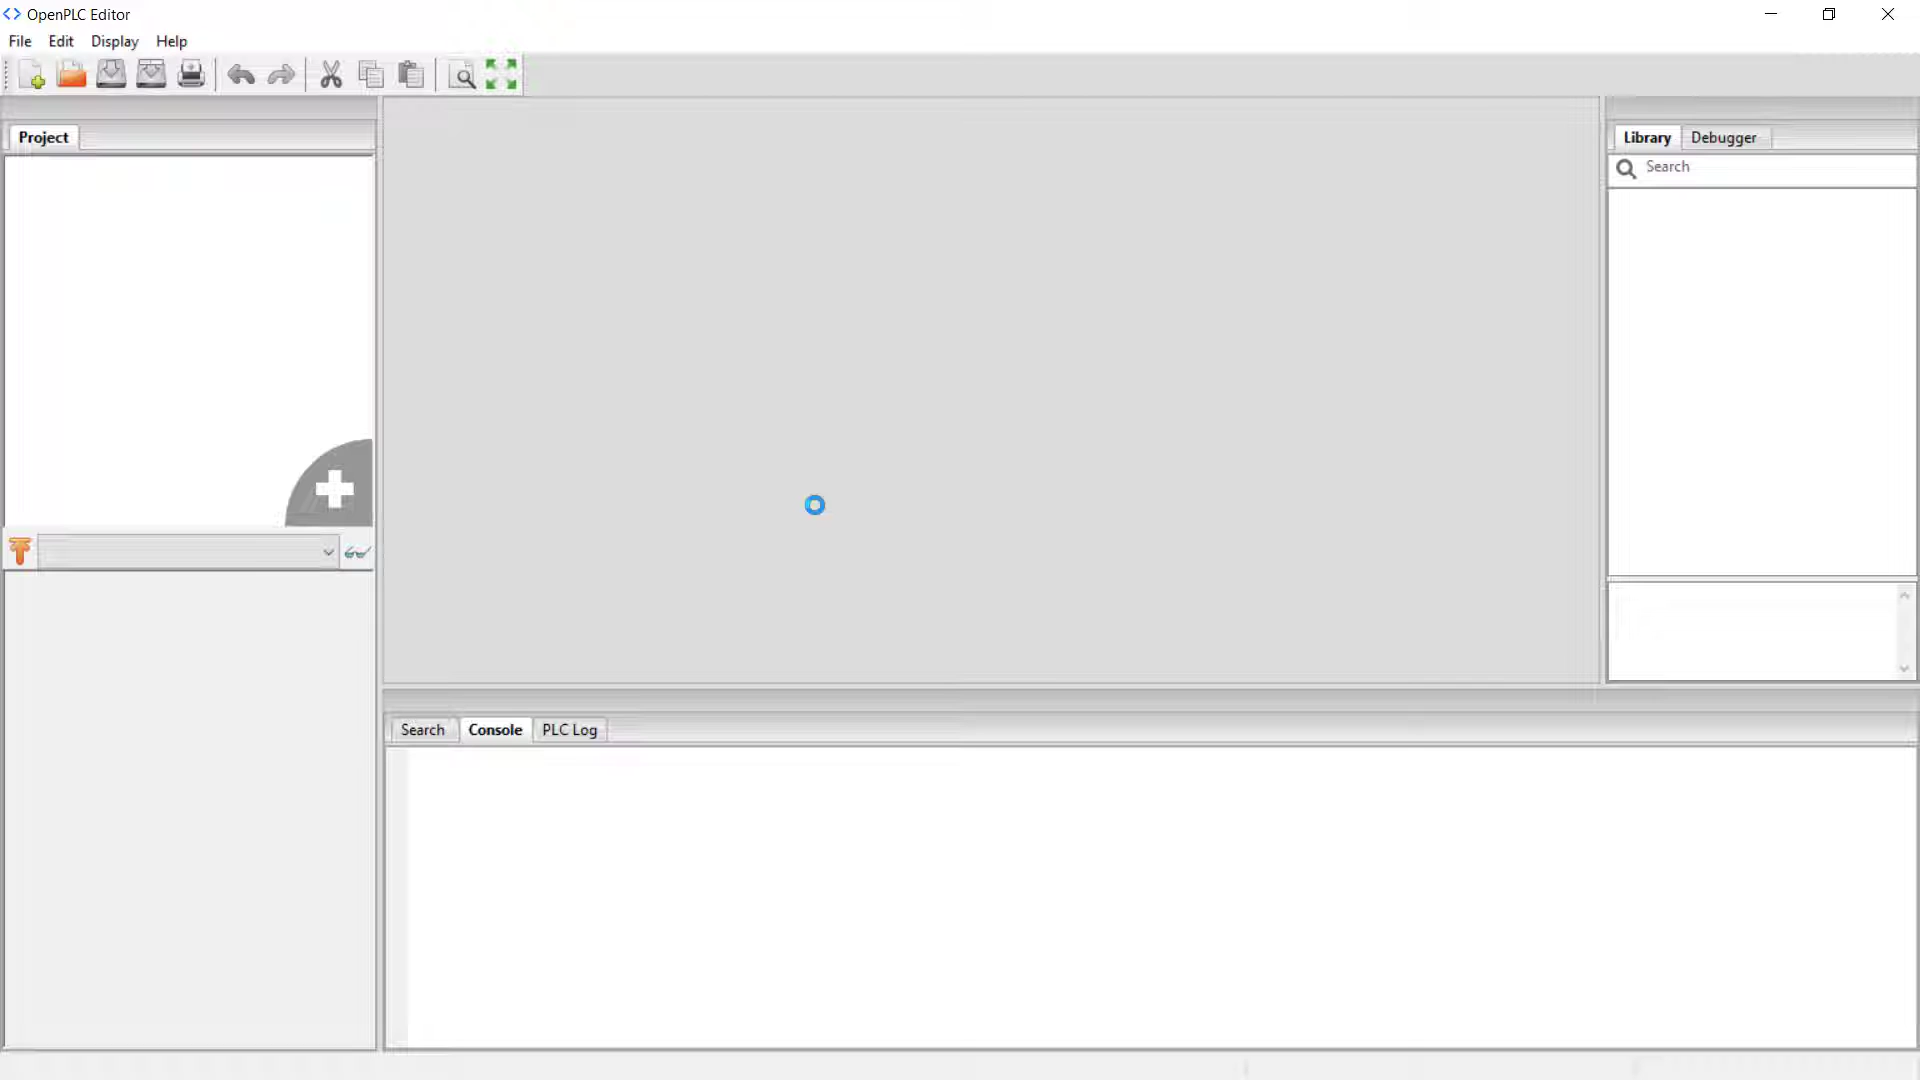 OpenPLC Editor
File Edit Display Help
Project
Library Debugger
Search
Search Console PLC Log